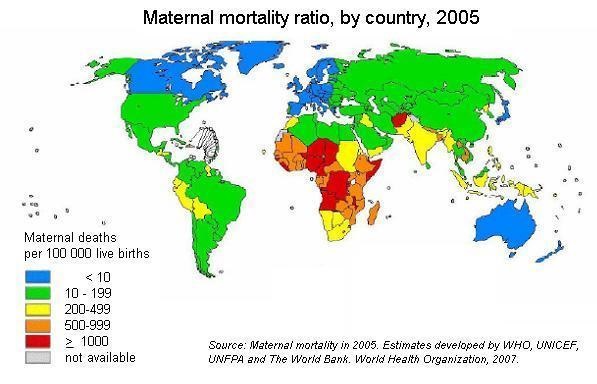 Maternal mortality ratio, by country, 2005
Maternal deaths
per 100 000 live births
< 10
10 - 199
200-499
500-999
≥ 1000
not available
Source: Maternal mortality in 2005. Estimates developed by WHO, UNICEF,
UNFPA and The World Bank. World Health Organization, 2007.